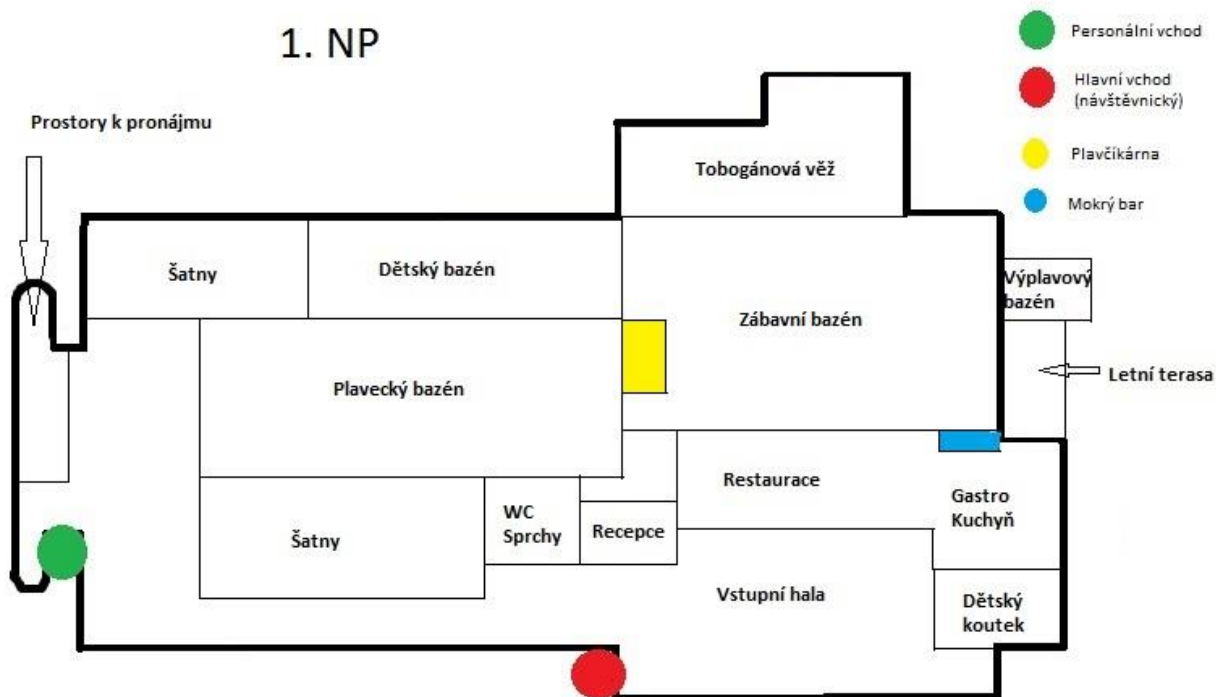 1. NP
Personální vchod
Hlavní vchod
(návštěvnický)
Prostory k pronájmu
Plavčíkárna
Tobogánová věž
Mokrý bar
Šatny
Dětský bazén
Výplavový
bazén
Zábavní bazén
Plavecký bazén
Letní terasa
Restaurace
Gastro
Kuchyň
WC
Sprchy
Recepce
Šatny
Vstupní hala
Dětský
koutek